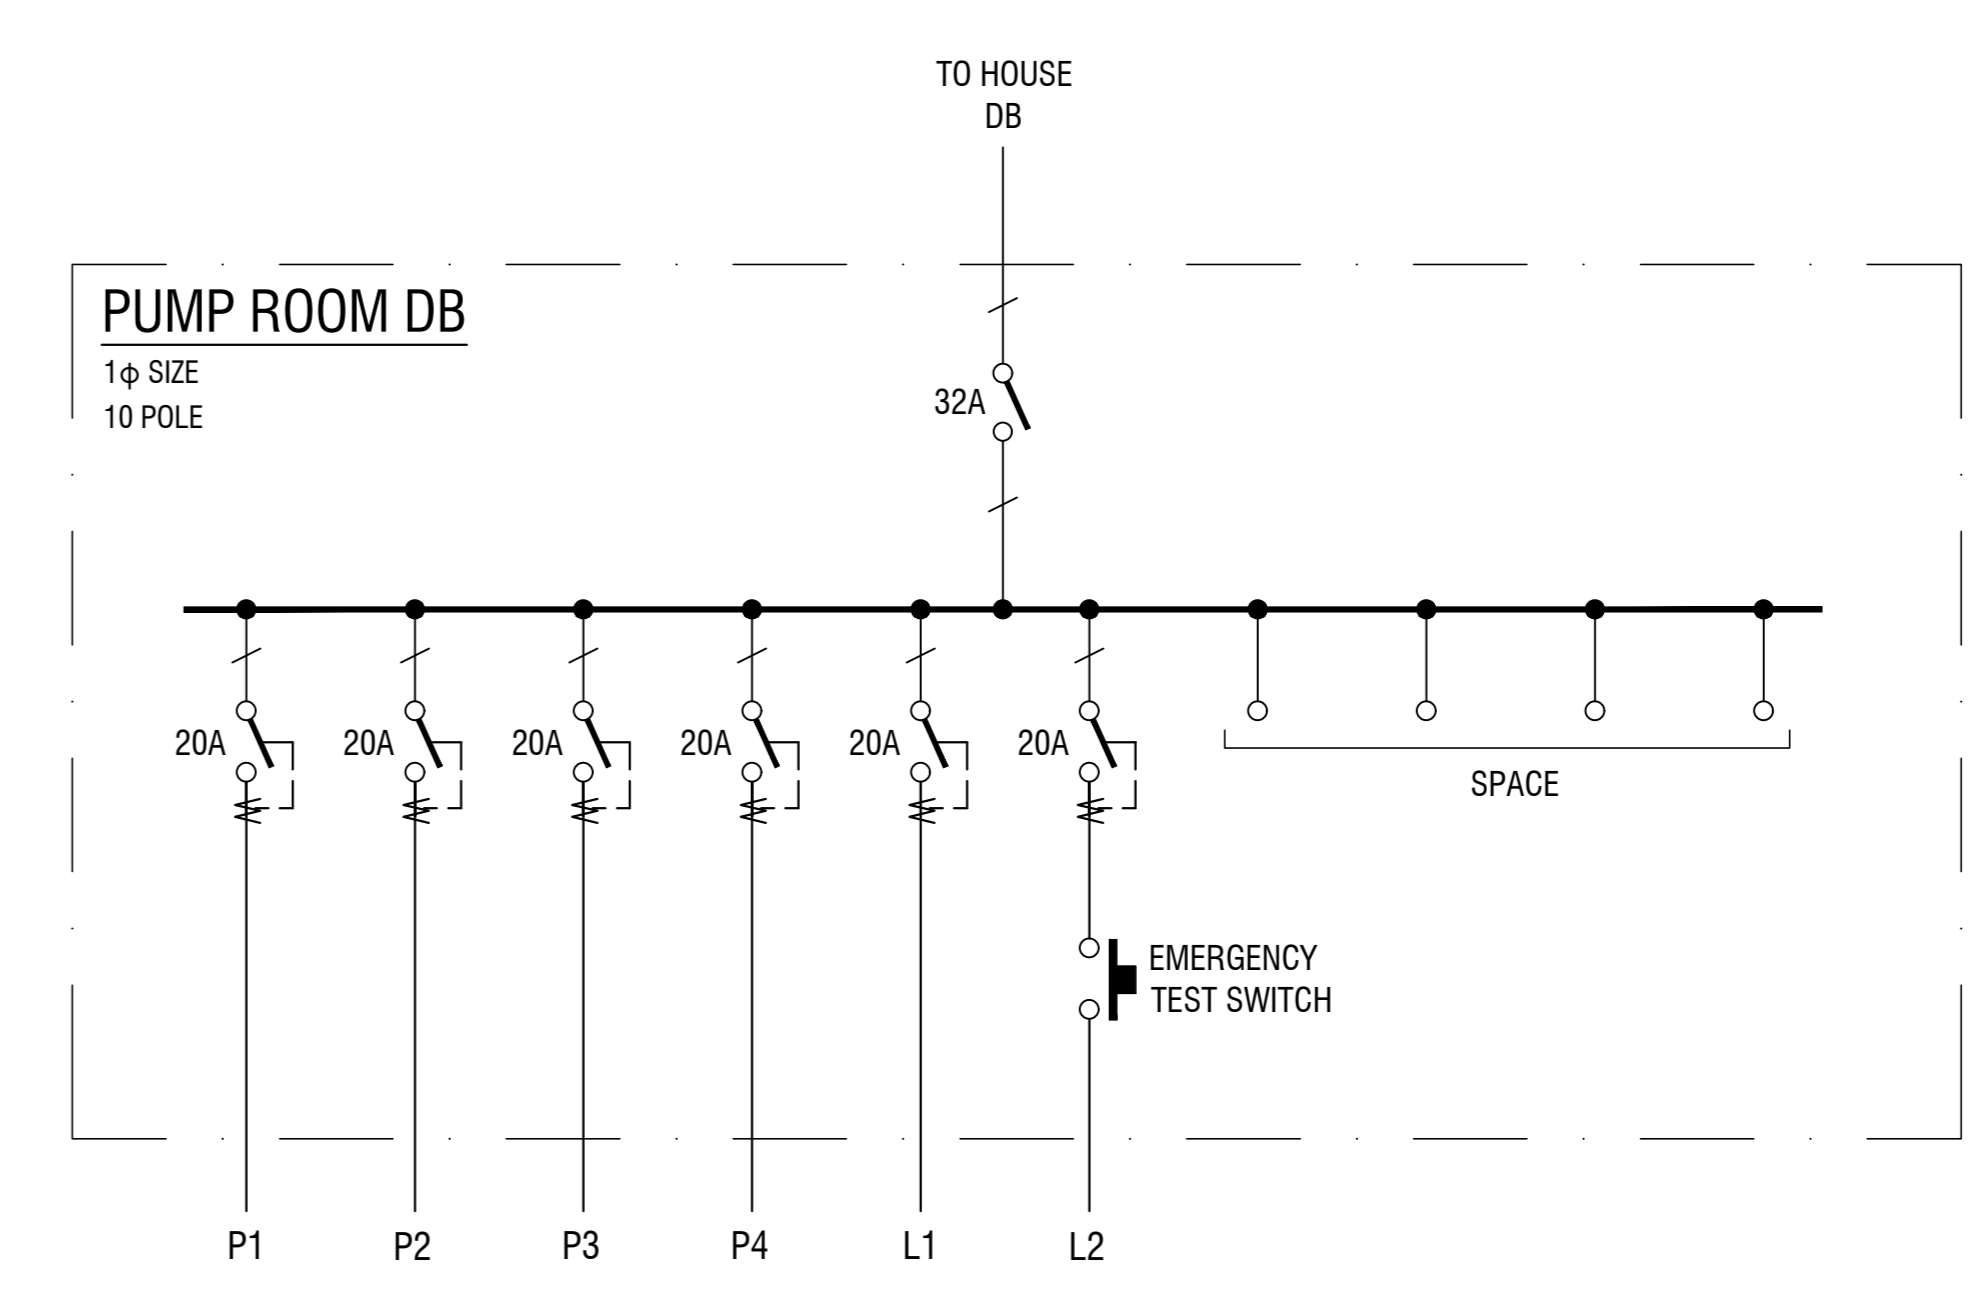 TO HOUSE
DB
PUMP ROOM DB
1ϕ SIZE
10 POLE
32A
20A
20A
20A
20A
20A
20A
SPACE
EMERGENCY
TEST SWITCH
P1
P2
P3
P4
L1
L2